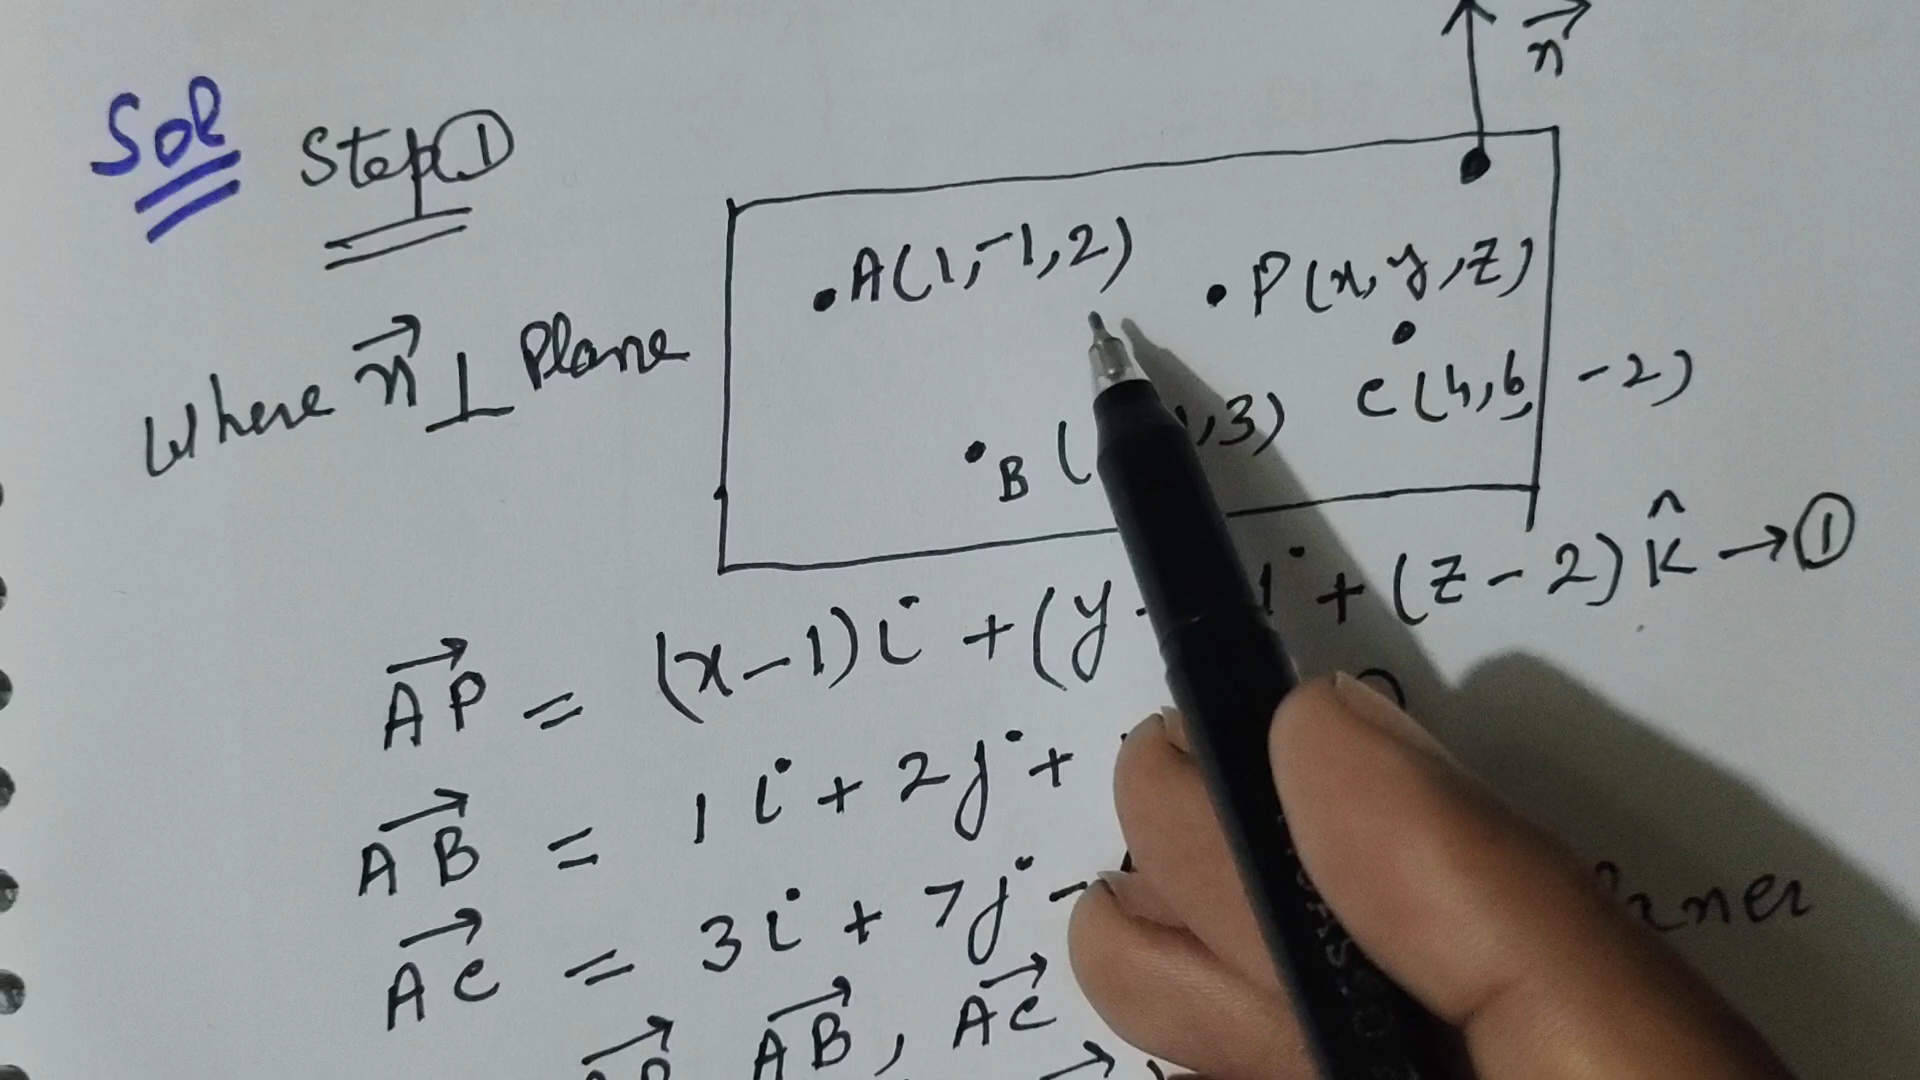 Sol Step ①
n⃗
•A(1,-1,2) •P(x,y,z)
Where n⃗ ⊥ Plane
•C(4,6,-2)
•B( ,3)
AP⃗ = (x-1)i + (y + (z-2)k̂ → ①
AB⃗ = 1i + 2j +
AC⃗ = 3i + 7j -
AB⃗, AC⃗